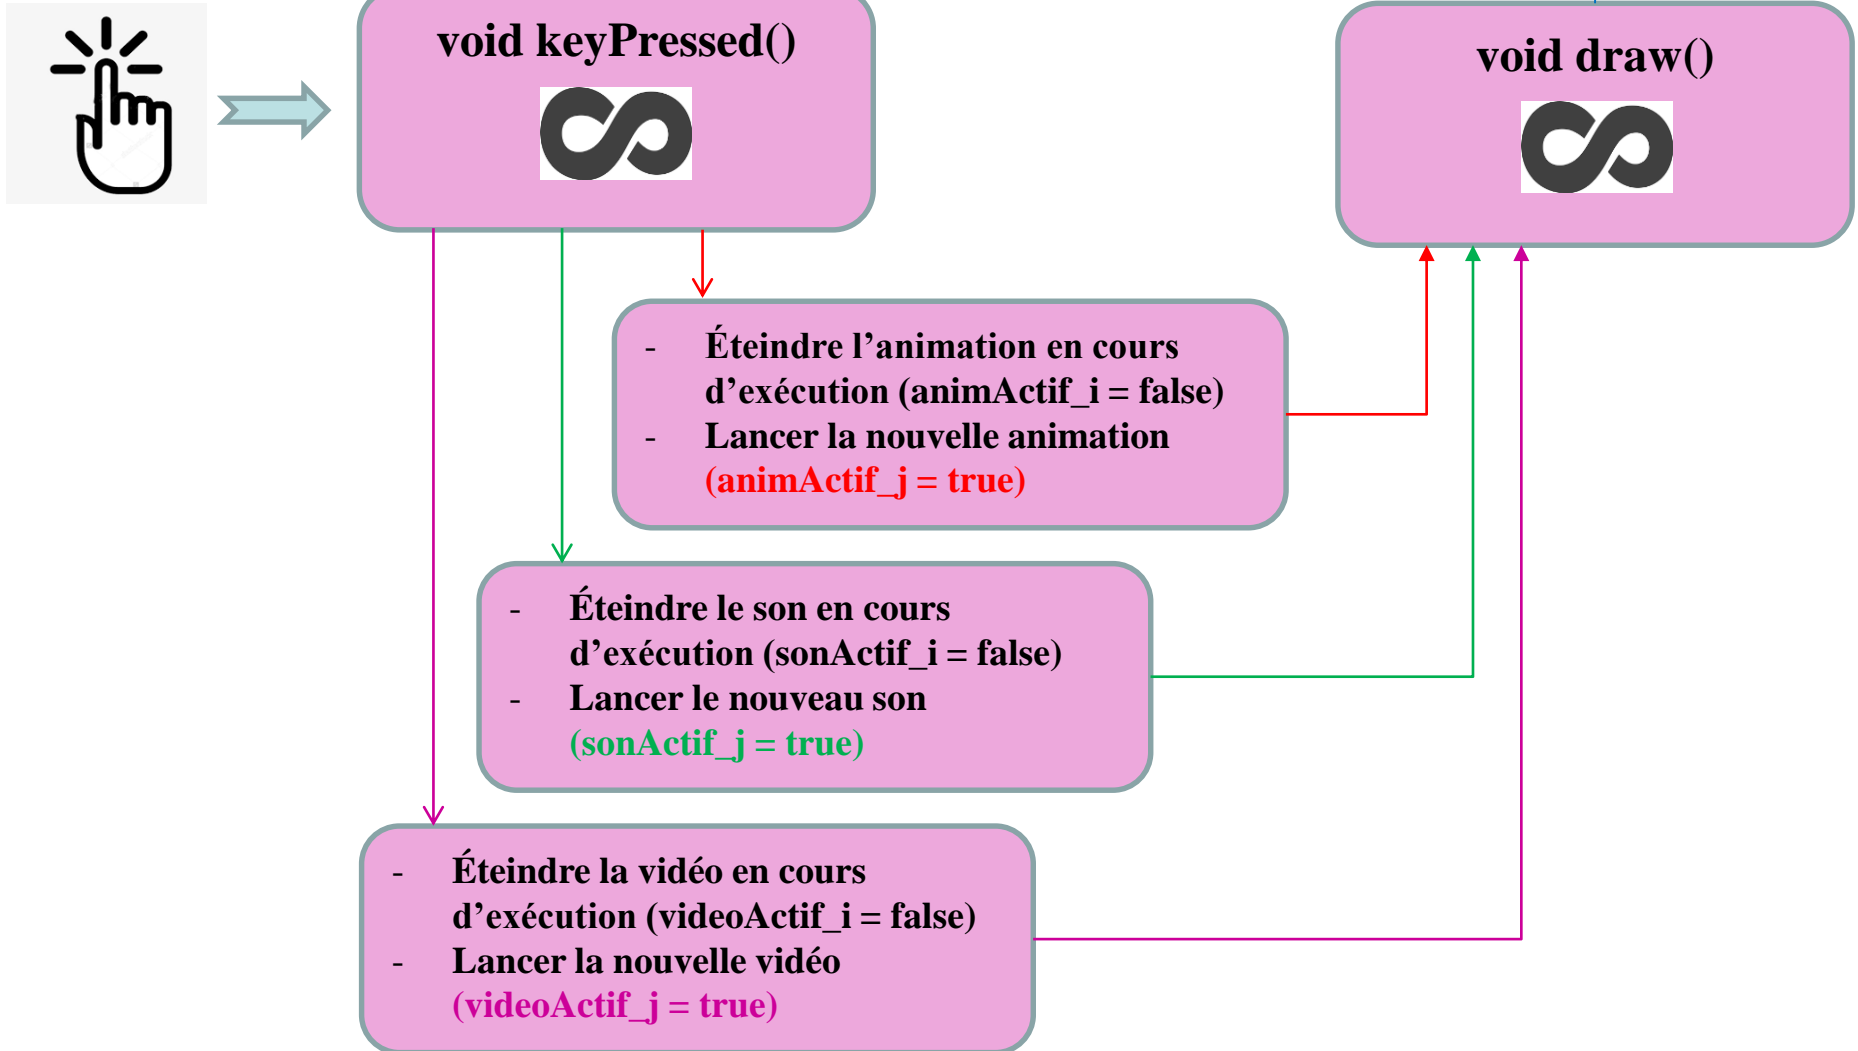 void keyPressed()
void draw()
- Éteindre l’animation en cours
d’exécution (animActif_i = false)
- Lancer la nouvelle animation
(animActif_j = true)
- Éteindre le son en cours
d’exécution (sonActif_i = false)
- Lancer le nouveau son
(sonActif_j = true)
- Éteindre la vidéo en cours
d’exécution (videoActif_i = false)
- Lancer la nouvelle vidéo
(videoActif_j = true)